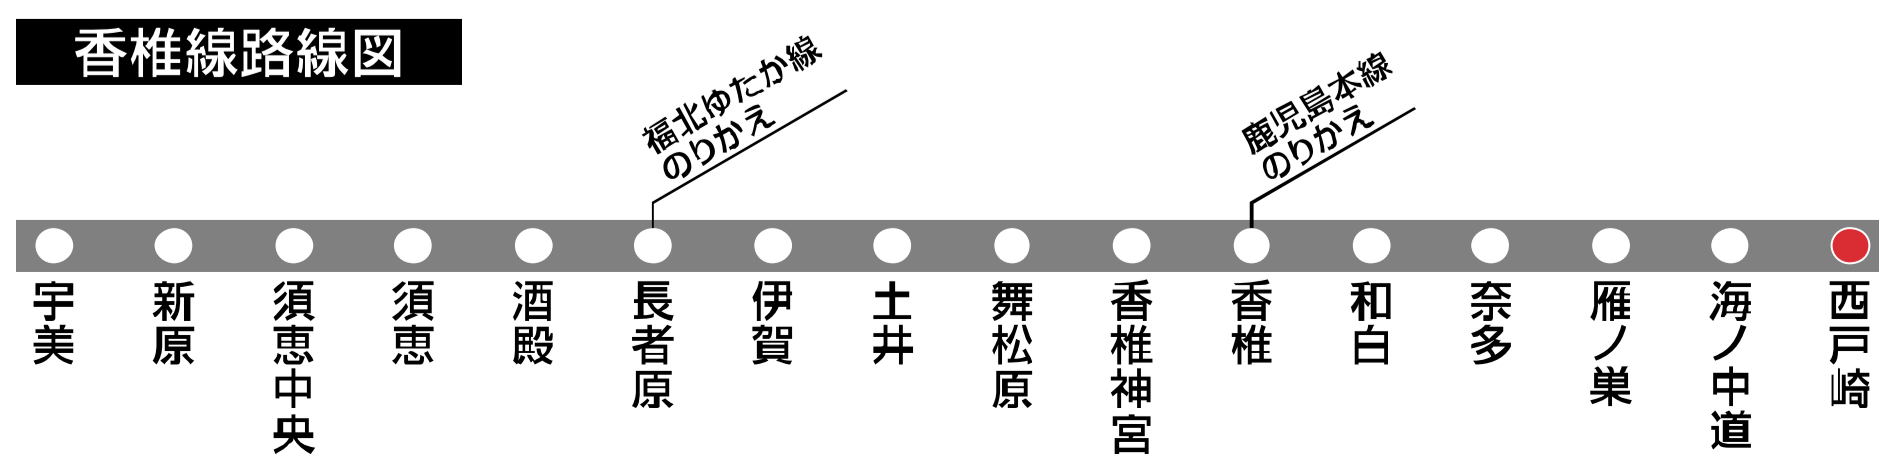 香椎線路線図
福北ゆたか線
のりかえ
鹿児島本線
のりかえ
宇美
新原
須恵中央
須恵
酒殿
長者原
伊賀
土井
舞松原
香椎神宮
香椎
和白
奈多
雁ノ巣
海ノ中道
西戸崎